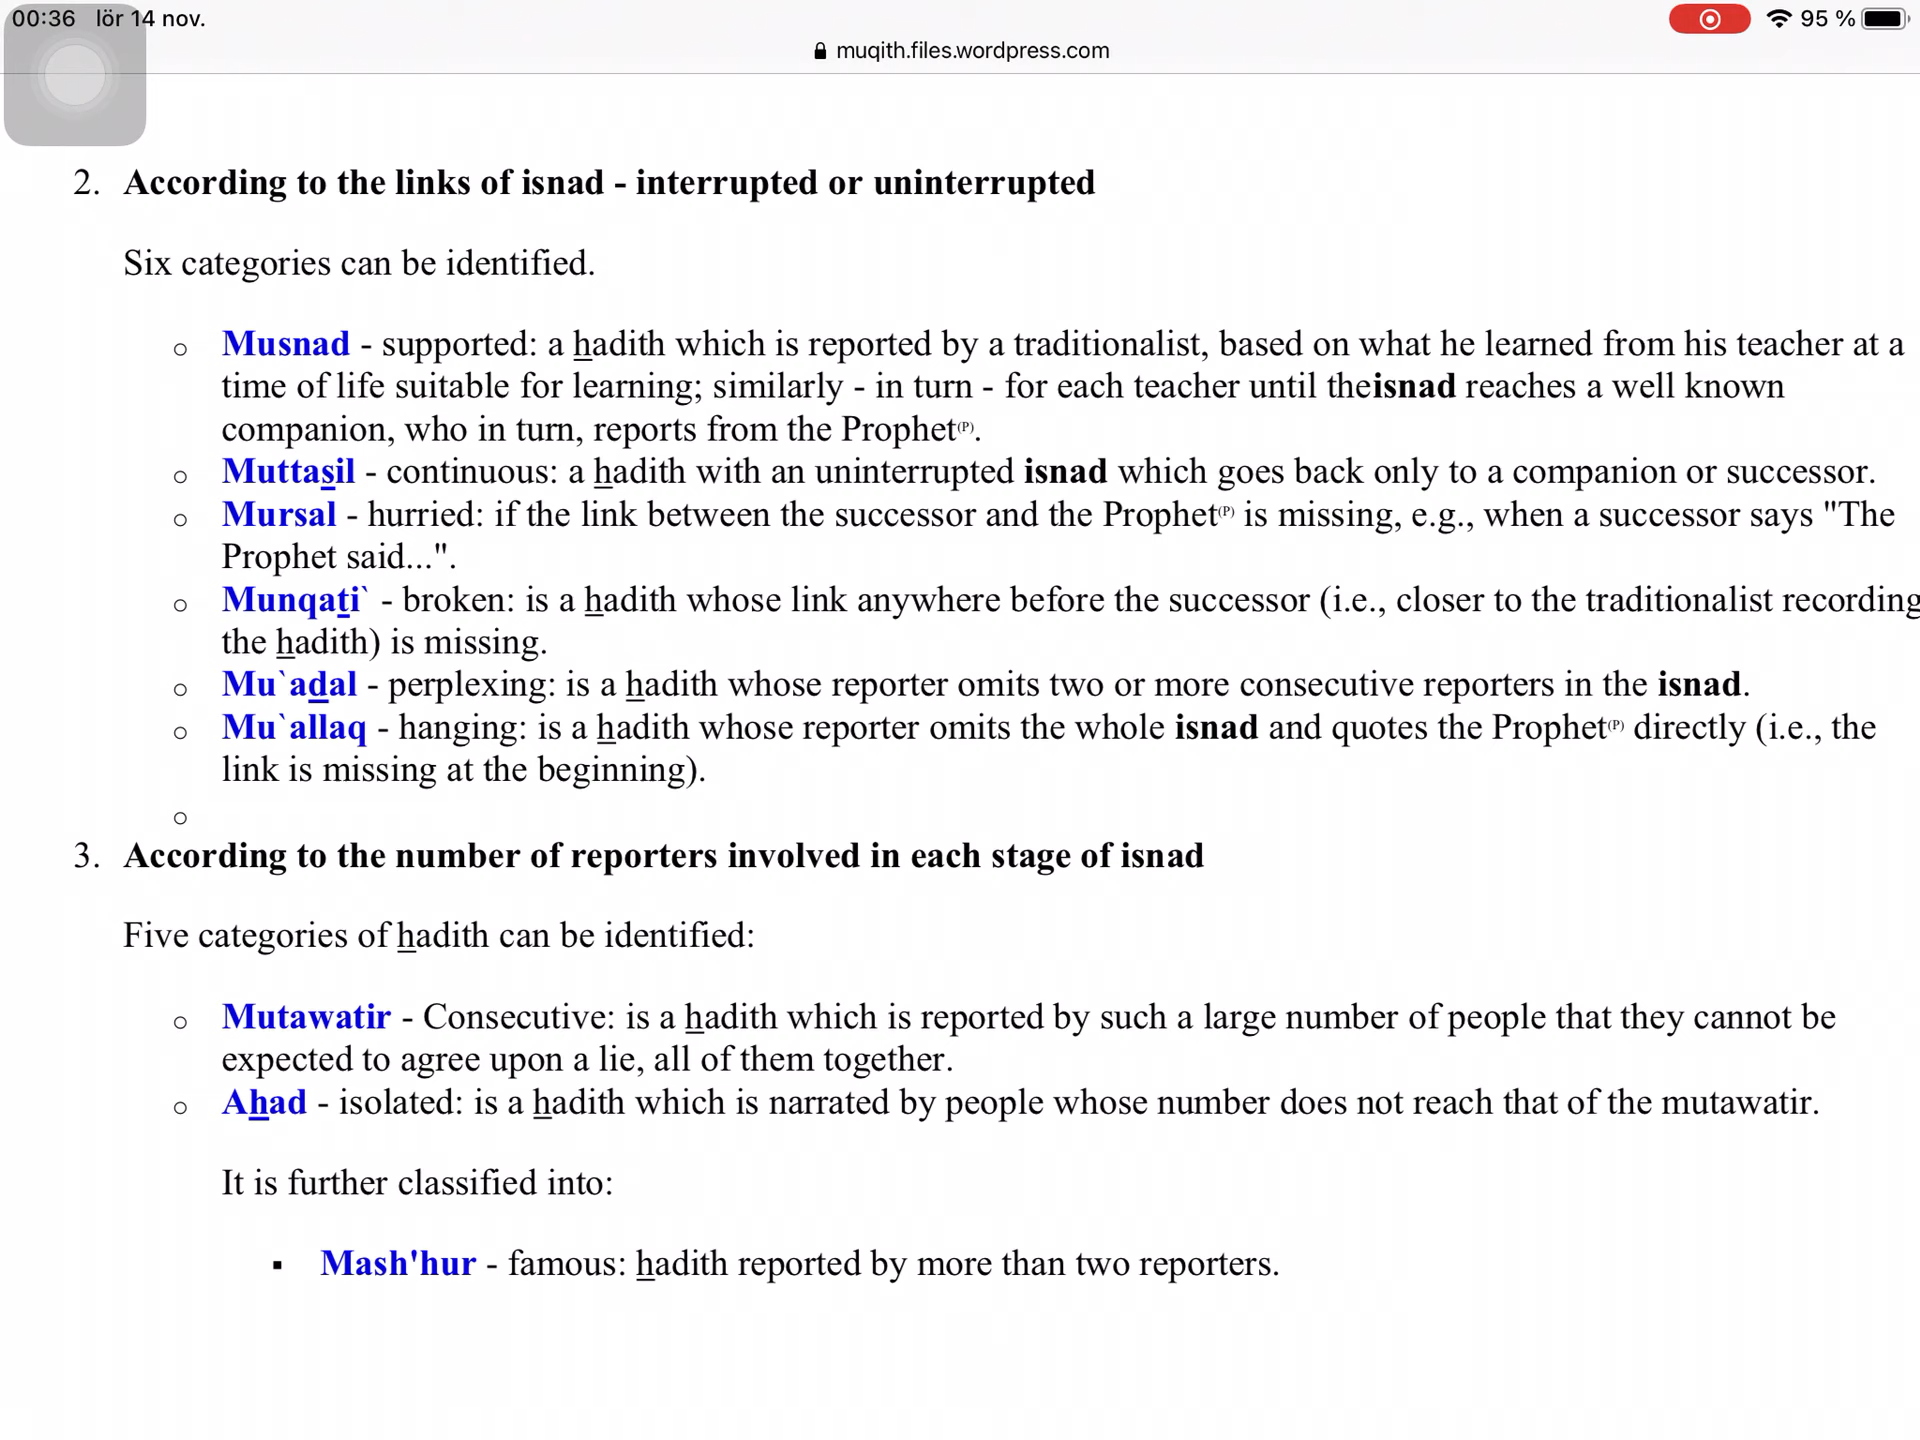 00:36 lör 14 nov.
95 %
muqith.files.wordpress.com
2. According to the links of isnad - interrupted or uninterrupted
Six categories can be identified.
Musnad - supported: a hadith which is reported by a traditionalist, based on what he learned from his teacher at a
time of life suitable for learning; similarly - in turn - for each teacher until theisnad reaches a well known
companion, who in turn, reports from the Prophet(P).
Muttasil - continuous: a hadith with an uninterrupted isnad which goes back only to a companion or successor.
Mursal - hurried: if the link between the successor and the Prophet(P) is missing, e.g., when a successor says "The
Prophet said...".
Munqati` - broken: is a hadith whose link anywhere before the successor (i.e., closer to the traditionalist recording
the hadith) is missing.
Mu`adal - perplexing: is a hadith whose reporter omits two or more consecutive reporters in the isnad.
Mu`allaq - hanging: is a hadith whose reporter omits the whole isnad and quotes the Prophet(P) directly (i.e., the
link is missing at the beginning).
3. According to the number of reporters involved in each stage of isnad
Five categories of hadith can be identified:
Mutawatir - Consecutive: is a hadith which is reported by such a large number of people that they cannot be
expected to agree upon a lie, all of them together.
Ahad - isolated: is a hadith which is narrated by people whose number does not reach that of the mutawatir.
It is further classified into:
Mash'hur - famous: hadith reported by more than two reporters.